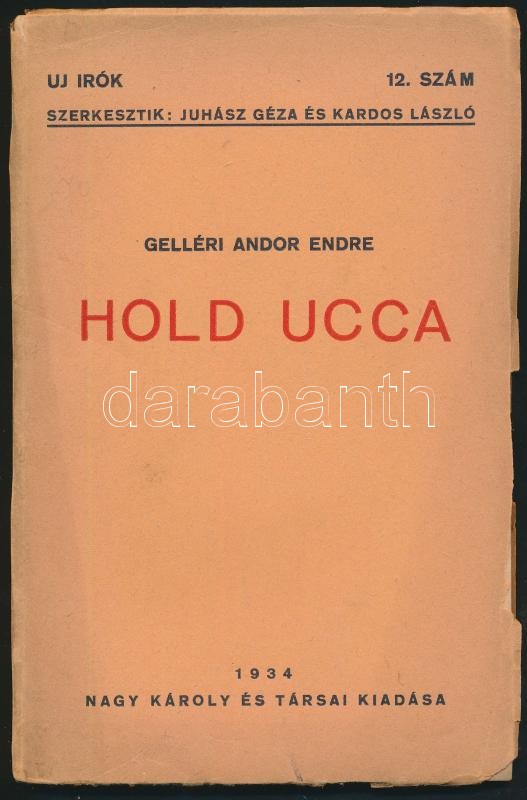 UJ IRÓK 12. SZÁM
SZERKESZTIK: JUHÁSZ GÉZA ÉS KARDOS LÁSZLÓ
GELLÉRI ANDOR ENDRE
HOLD UCCA
darabanth
1934
NAGY KÁROLY ÉS TÁRSAI KIADÁSA